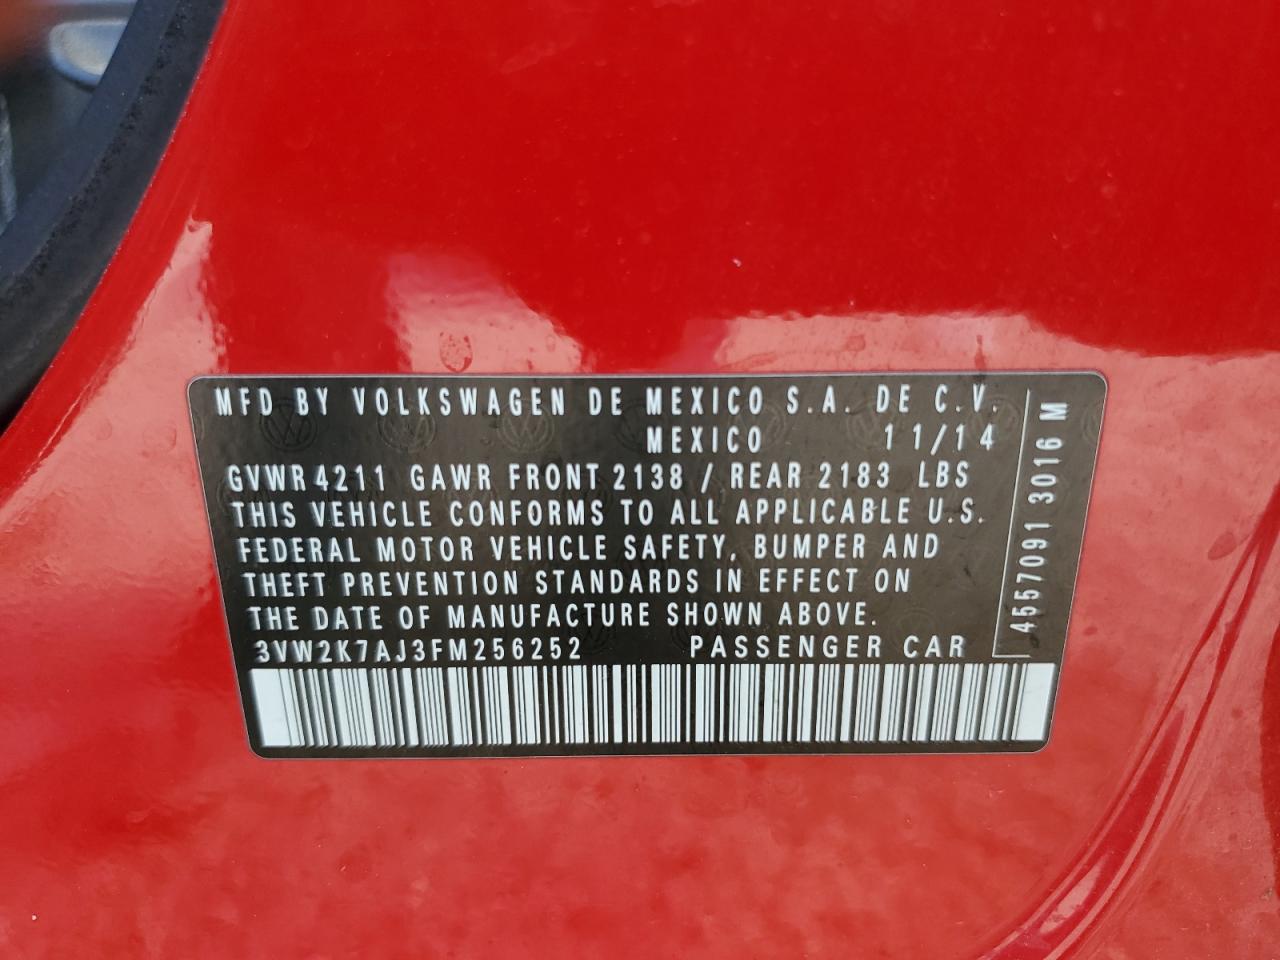 MFD BY VOLKSWAGEN DE MEXICO S.A. DE C.V.
MEXICO 11/14
GVWR 4211 GAWR FRONT 2138 / REAR 2183 LBS
THIS VEHICLE CONFORMS TO ALL APPLICABLE U.S.
FEDERAL MOTOR VEHICLE SAFETY, BUMPER AND
THEFT PREVENTION STANDARDS IN EFFECT ON
THE DATE OF MANUFACTURE SHOWN ABOVE.
3VW2K7AJ3FM256252 PASSENGER CAR
4557091 3016 M